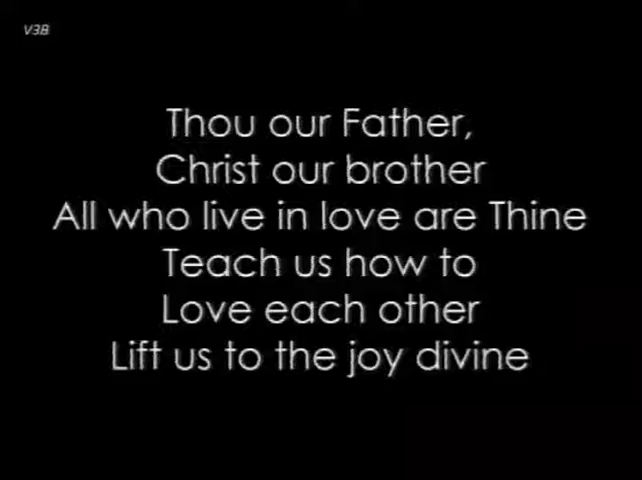 V3B
Thou our Father,
Christ our brother
All who live in love are Thine
Teach us how to
Love each other
Lift us to the joy divine